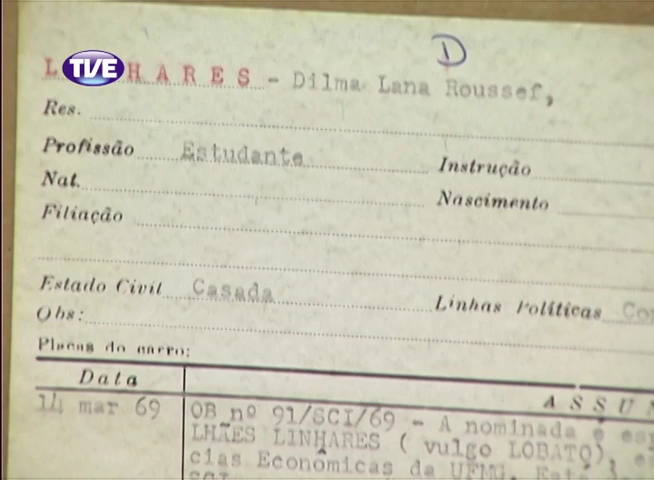 TVE
D
L HARES - Dilma Lana Roussef,
Res.
Profissão Estudante Instrução
Nat. Nascimento
Filiação
Estado Civil Casada Linhas Políticas
Obs:
Placas do carro:
Data ASSUN
14 mar 69 OB nº 91/SCI/69 - A nominada é esp
LHÃES LINHARES ( vulgo LOBATO), e
cias Econômicas da UFMG.